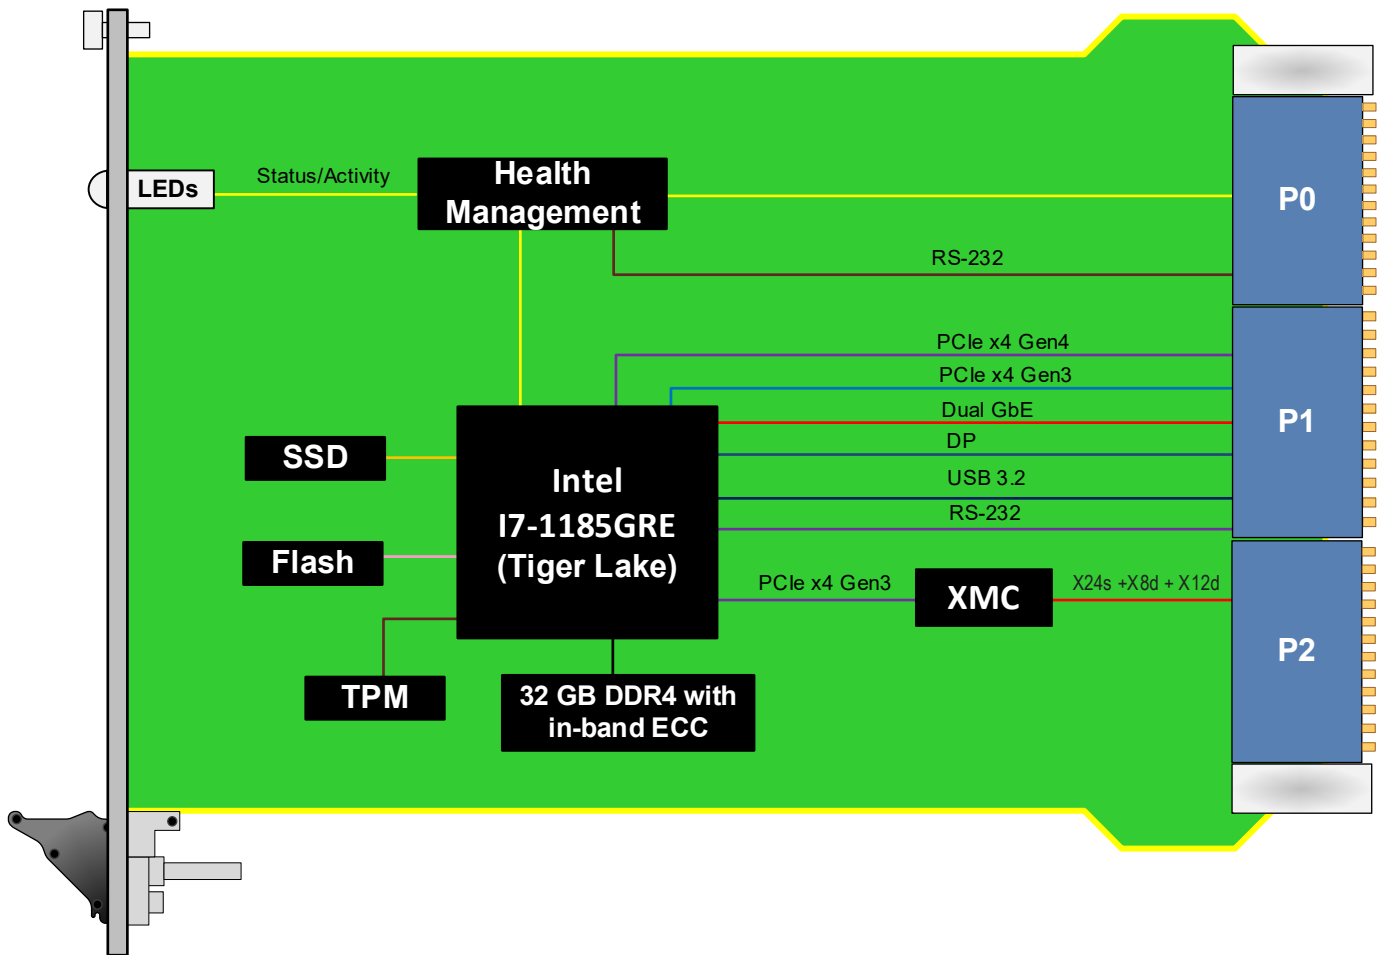 Health
Management
Status/Activity
LEDs
P0
RS-232
PCIe x4 Gen4
PCIe x4 Gen3
Dual GbE
DP
USB 3.2
RS-232
P1
SSD
Intel
I7-1185GRE
(Tiger Lake)
Flash
PCIe x4 Gen3
XMC
X24s +X8d + X12d
P2
TPM
32 GB DDR4 with
in-band ECC